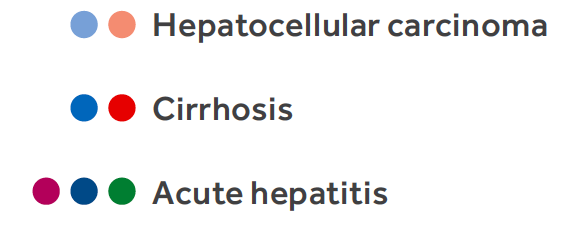 Hepatocellular carcinoma
Cirrhosis
Acute hepatitis